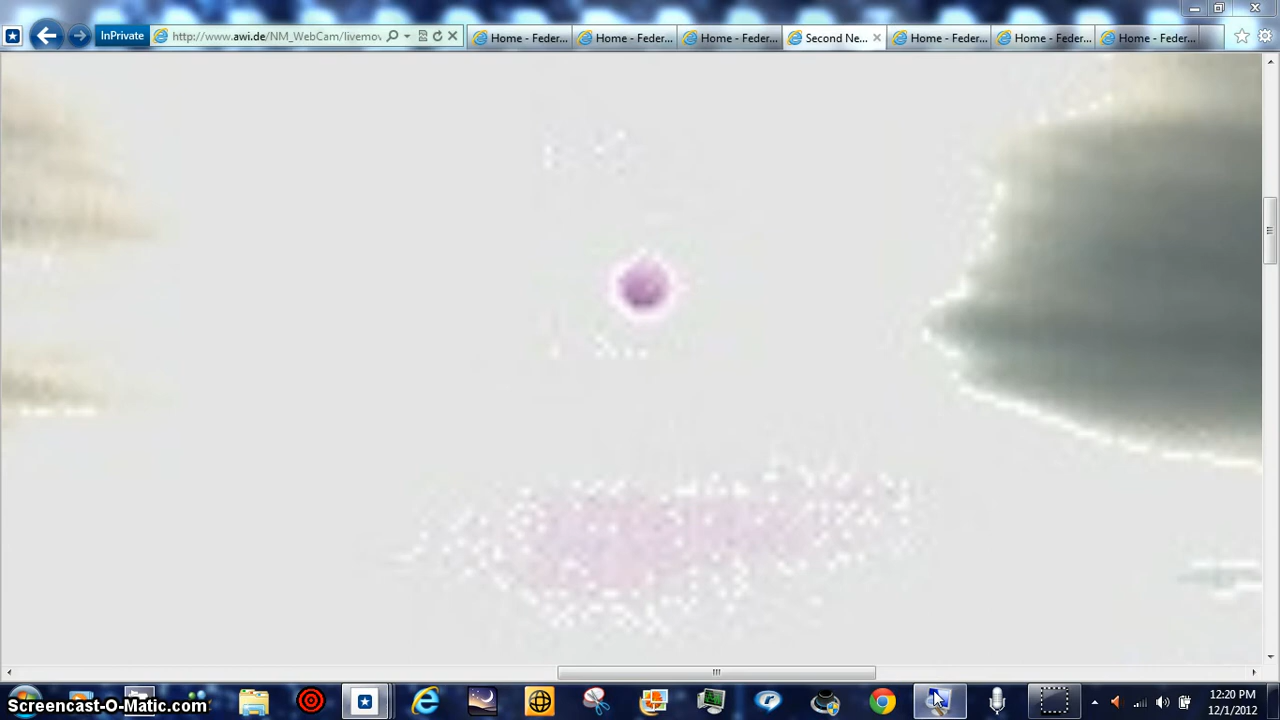 InPrivate
http://www.awi.de/NM_WebCam/livemov
Home - Feder...
Home - Feder...
Home - Feder...
Second Ne...
Home - Feder...
Home - Feder...
Home - Feder...
Screencast-O-Matic.com
12:20 PM
12/1/2012